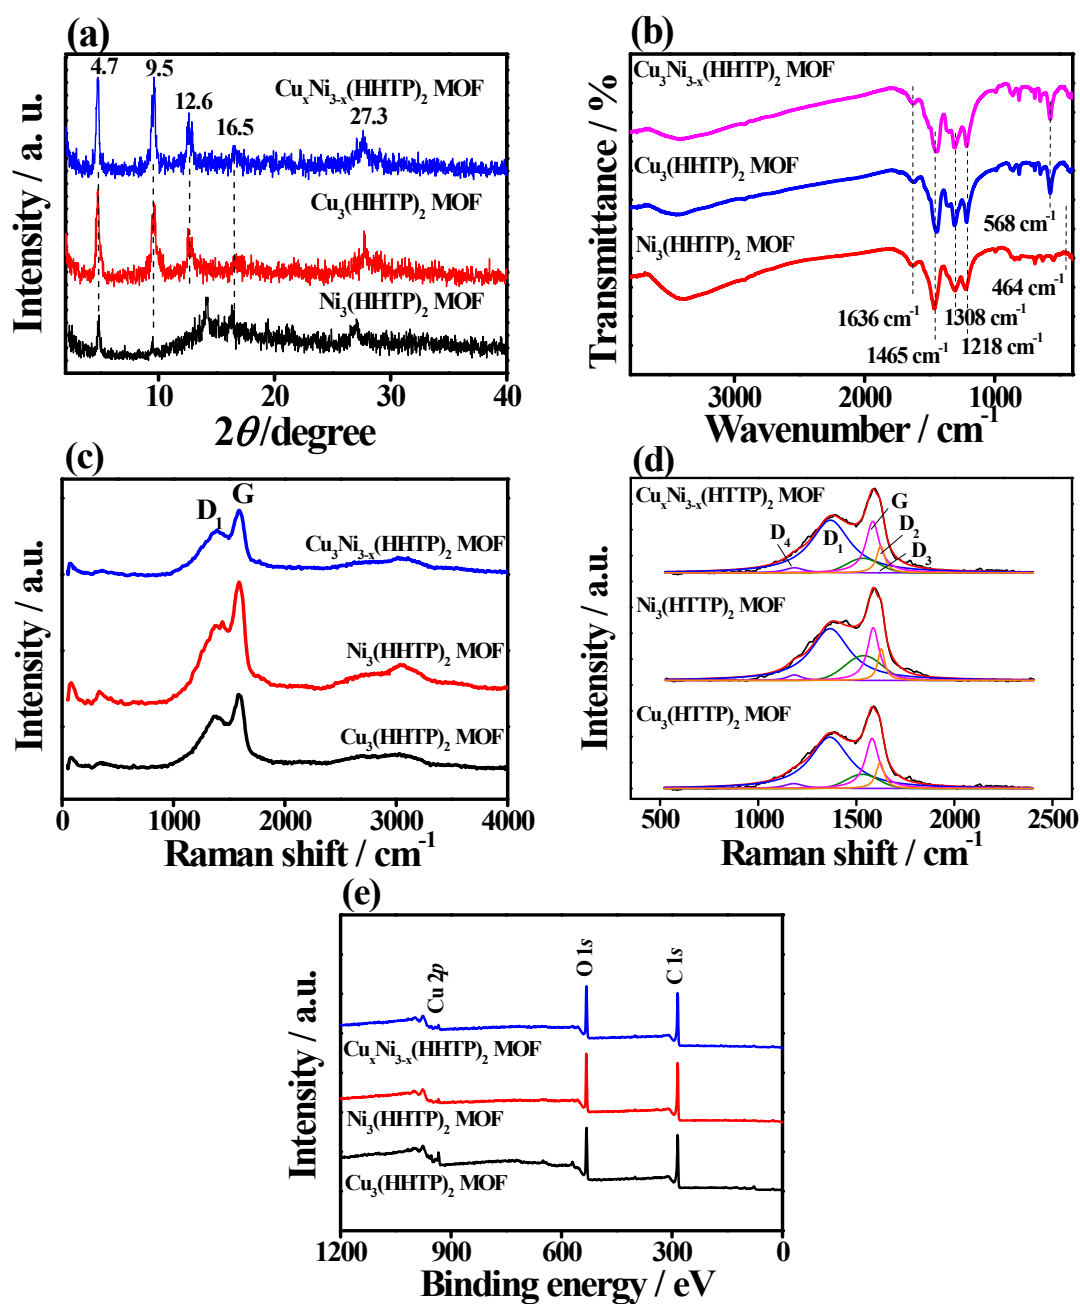 (a)
4.7
9.5
12.6
16.5
27.3
CuₓNi₃₋ₓ(HHTP)₂ MOF
Cu₃(HHTP)₂ MOF
Ni₃(HHTP)₂ MOF
Intensity / a. u.
10 20 30 40
2θ/degree
(b)
Cu₃Ni₃₋ₓ(HHTP)₂ MOF
Cu₃(HHTP)₂ MOF
Ni₃(HHTP)₂ MOF
568 cm⁻¹
464 cm⁻¹
1636 cm⁻¹
1308 cm⁻¹
1465 cm⁻¹
1218 cm⁻¹
Transmittance / %
3000 2000 1000
Wavenumber / cm⁻¹
(c)
D₁
G
Cu₃Ni₃₋ₓ(HHTP)₂ MOF
Ni₃(HHTP)₂ MOF
Cu₃(HHTP)₂ MOF
Intensity / a.u.
0 1000 2000 3000 4000
Raman shift / cm⁻¹
(d)
CuₓNi₃₋ₓ(HTTP)₂ MOF
D₄
D₁
G
D₂
D₃
Ni₃(HTTP)₂ MOF
Cu₃(HTTP)₂ MOF
Intensity / a.u.
500 1000 1500 2000 2500
Raman shift / cm⁻¹
(e)
Cu 2p
O 1s
C 1s
CuₓNi₃₋ₓ(HHTP)₂ MOF
Ni₃(HHTP)₂ MOF
Cu₃(HHTP)₂ MOF
Intensity / a.u.
1200 900 600 300 0
Binding energy / eV